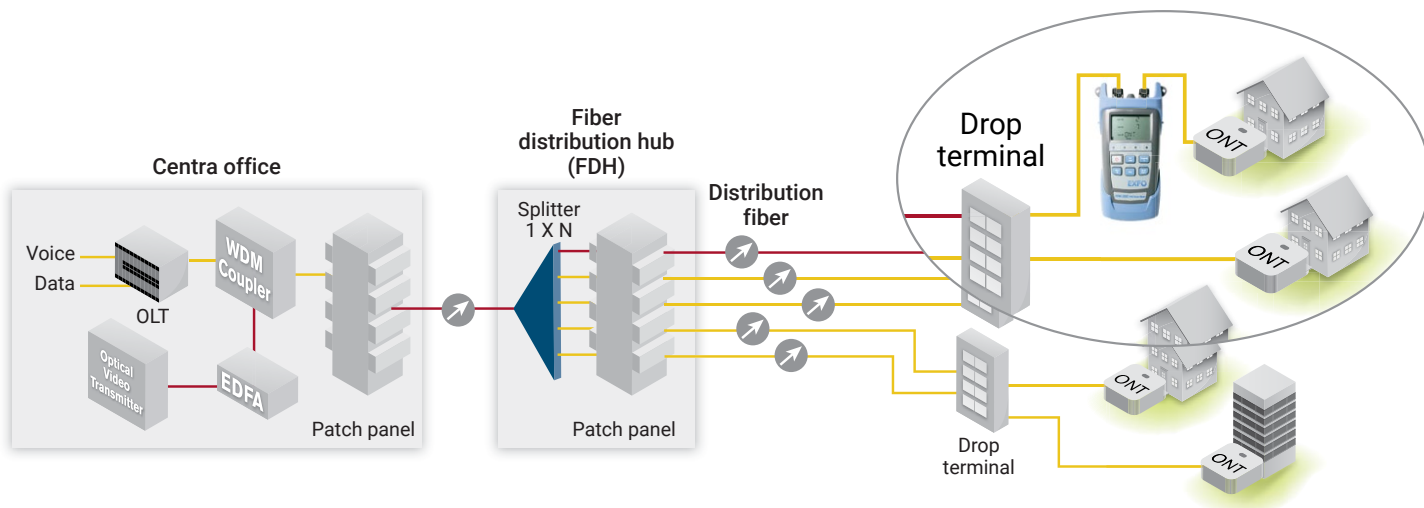 Centra office
Voice
Data
OLT
WDM
Coupler
Optical
Video
Transmitter
EDFA
Patch panel
Fiber
distribution hub
(FDH)
Splitter
1 X N
Patch panel
Distribution
fiber
Drop
terminal
EXFO
ONT
ONT
ONT
ONT
Drop
terminal